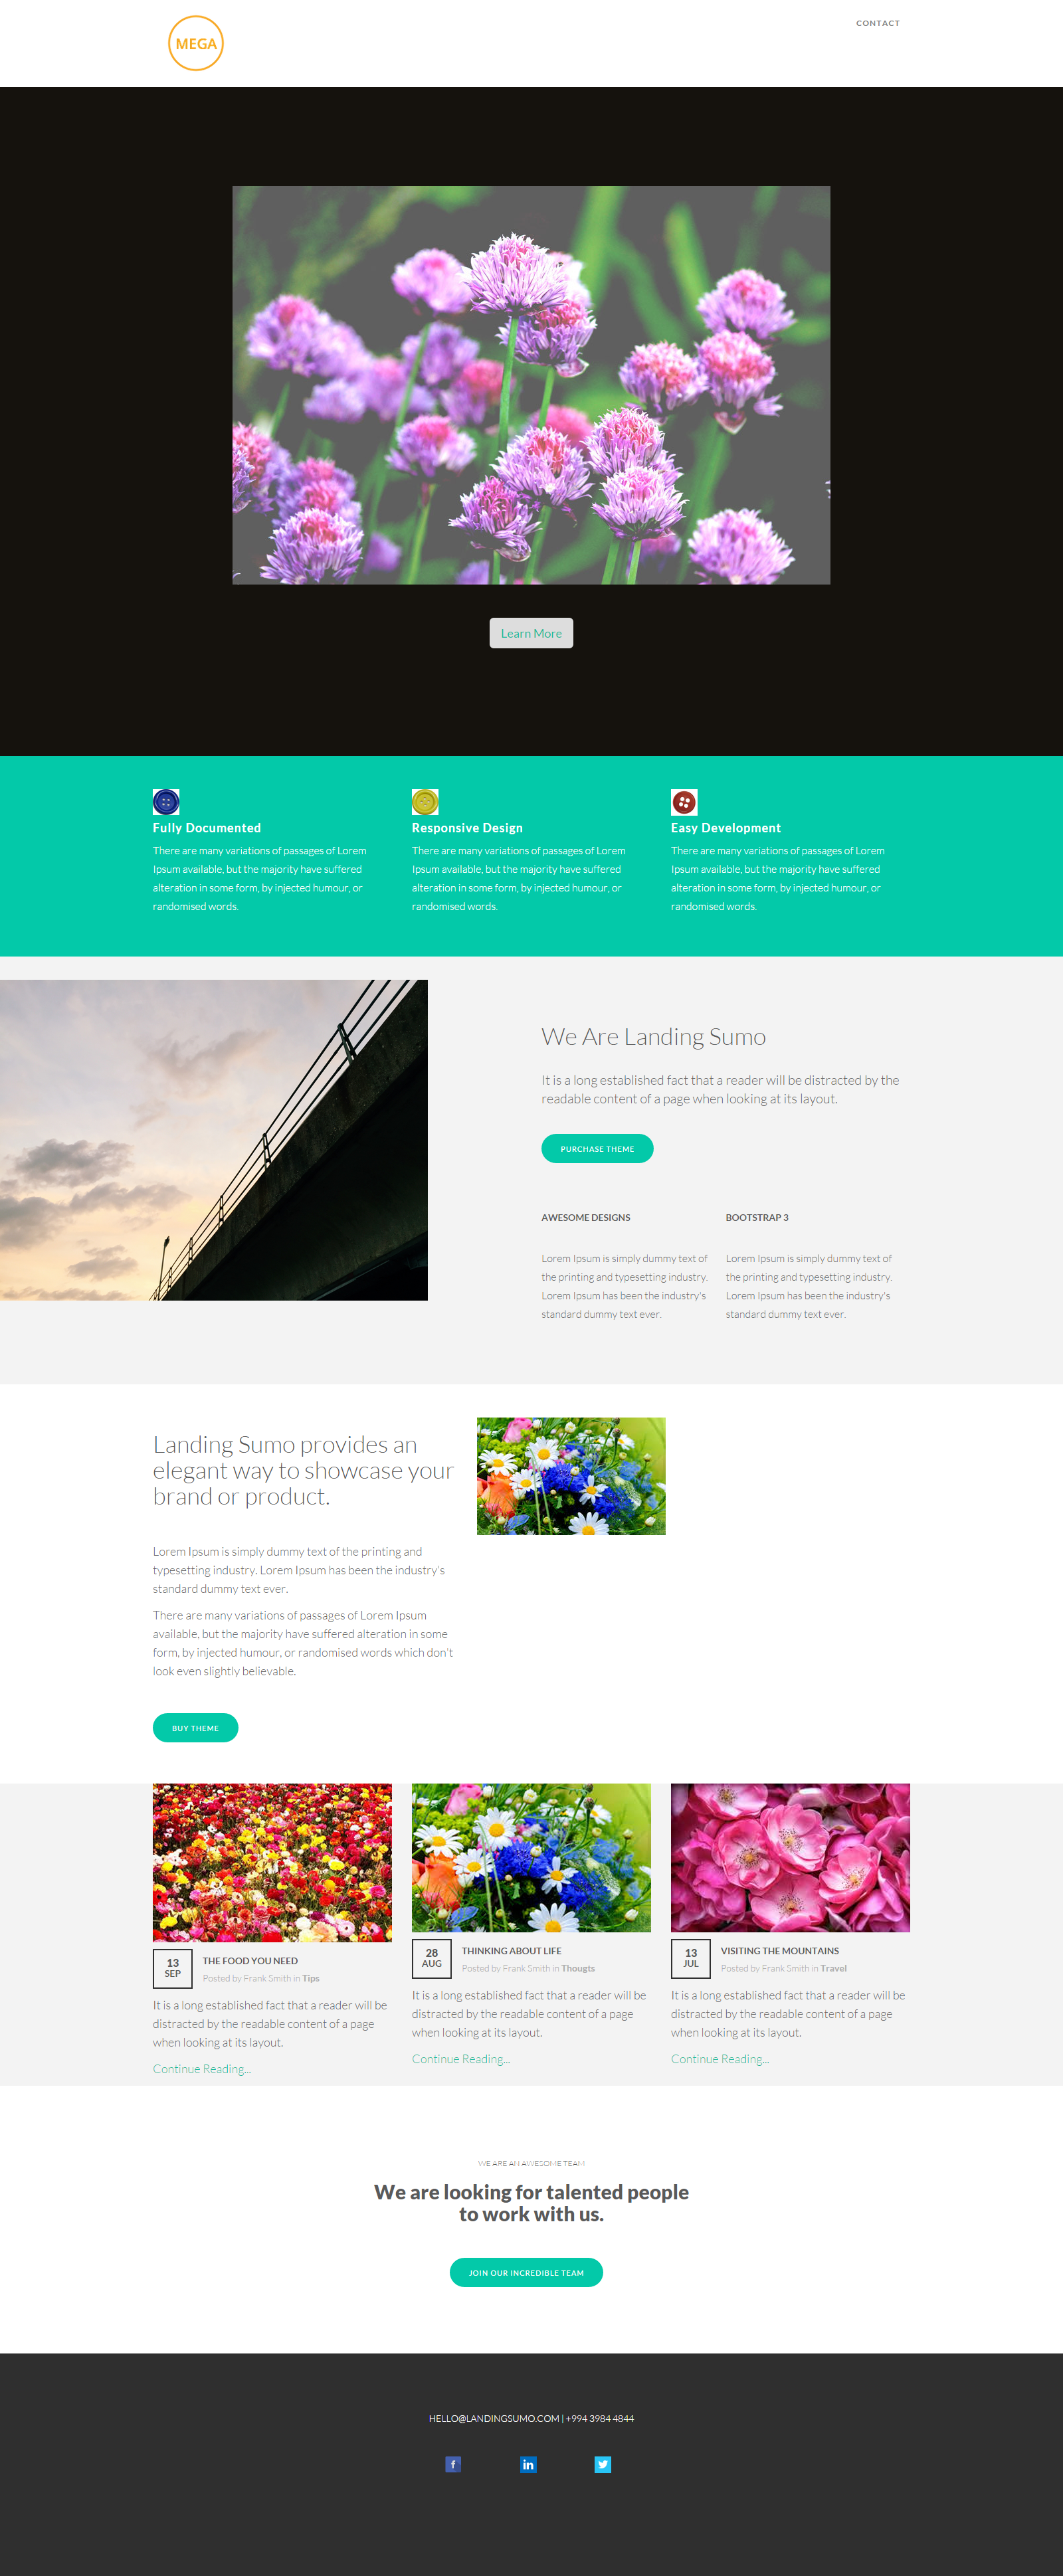 MEGA
CONTACT
Learn More
Fully Documented
There are many variations of passages of Lorem
Ipsum available, but the majority have suffered
alteration in some form, by injected humour, or
randomised words.
Responsive Design
There are many variations of passages of Lorem
Ipsum available, but the majority have suffered
alteration in some form, by injected humour, or
randomised words.
Easy Development
There are many variations of passages of Lorem
Ipsum available, but the majority have suffered
alteration in some form, by injected humour, or
randomised words.
We Are Landing Sumo
It is a long established fact that a reader will be distracted by the
readable content of a page when looking at its layout.
PURCHASE THEME
AWESOME DESIGNS
Lorem Ipsum is simply dummy text of
the printing and typesetting industry.
Lorem Ipsum has been the industry's
standard dummy text ever.
BOOTSTRAP 3
Lorem Ipsum is simply dummy text of
the printing and typesetting industry.
Lorem Ipsum has been the industry's
standard dummy text ever.
Landing Sumo provides an
elegant way to showcase your
brand or product.
Lorem Ipsum is simply dummy text of the printing and
typesetting industry. Lorem Ipsum has been the industry's
standard dummy text ever.
There are many variations of passages of Lorem Ipsum
available, but the majority have suffered alteration in some
form, by injected humour, or randomised words which don't
look even slightly believable.
BUY THEME
13
SEP
THE FOOD YOU NEED
Posted by Frank Smith in Tips
It is a long established fact that a reader will be
distracted by the readable content of a page
when looking at its layout.
Continue Reading...
28
AUG
THINKING ABOUT LIFE
Posted by Frank Smith in Thougts
It is a long established fact that a reader will be
distracted by the readable content of a page
when looking at its layout.
Continue Reading...
13
JUL
VISITING THE MOUNTAINS
Posted by Frank Smith in Travel
It is a long established fact that a reader will be
distracted by the readable content of a page
when looking at its layout.
Continue Reading...
WE ARE AN AWESOME TEAM
We are looking for talented people
to work with us.
JOIN OUR INCREDIBLE TEAM
HELLO@LANDINGSUMO.COM | +994 3984 4844
f
in